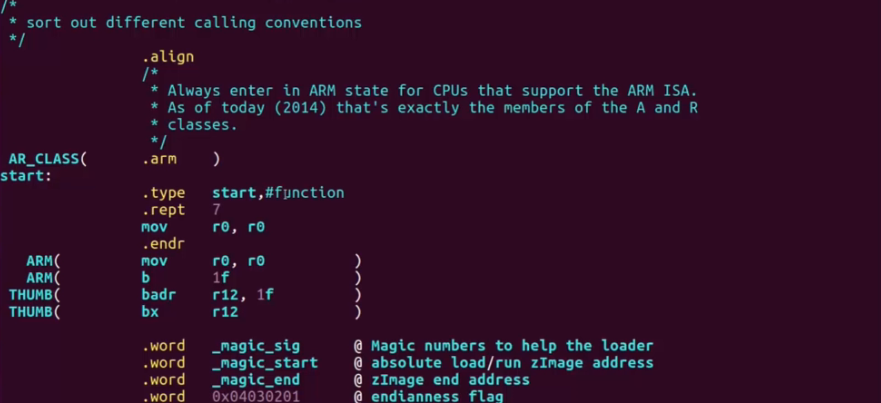 /*
 * sort out different calling conventions
 */
.align
/*
 * Always enter in ARM state for CPUs that support the ARM ISA.
 * As of today (2014) that's exactly the members of the A and R
 * classes.
 */
AR_CLASS( .arm )
start:
.type start,#function
.rept 7
mov r0, r0
.endr
ARM( mov r0, r0 )
ARM( b 1f )
THUMB( badr r12, 1f )
THUMB( bx r12 )
.word _magic_sig @ Magic numbers to help the loader
.word _magic_start @ absolute load/run zImage address
.word _magic_end @ zImage end address
.word 0x04030201 @ endianness flag